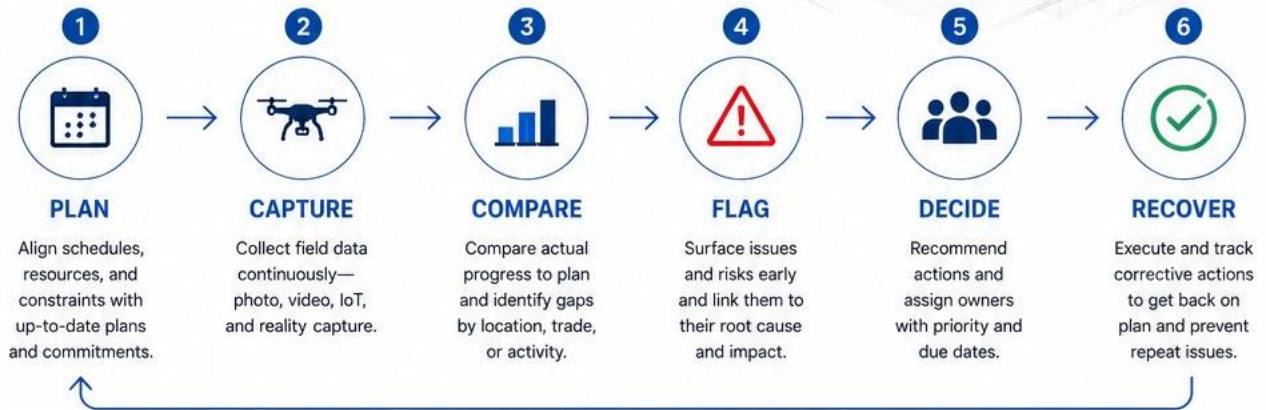 1
PLAN
Align schedules,
resources, and
constraints with
up-to-date plans
and commitments.
2
CAPTURE
Collect field data
continuously—
photo, video, IoT,
and reality capture.
3
COMPARE
Compare actual
progress to plan
and identify gaps
by location, trade,
or activity.
4
FLAG
Surface issues
and risks early
and link them to
their root cause
and impact.
5
DECIDE
Recommend
actions and
assign owners
with priority and
due dates.
6
RECOVER
Execute and track
corrective actions
to get back on
plan and prevent
repeat issues.